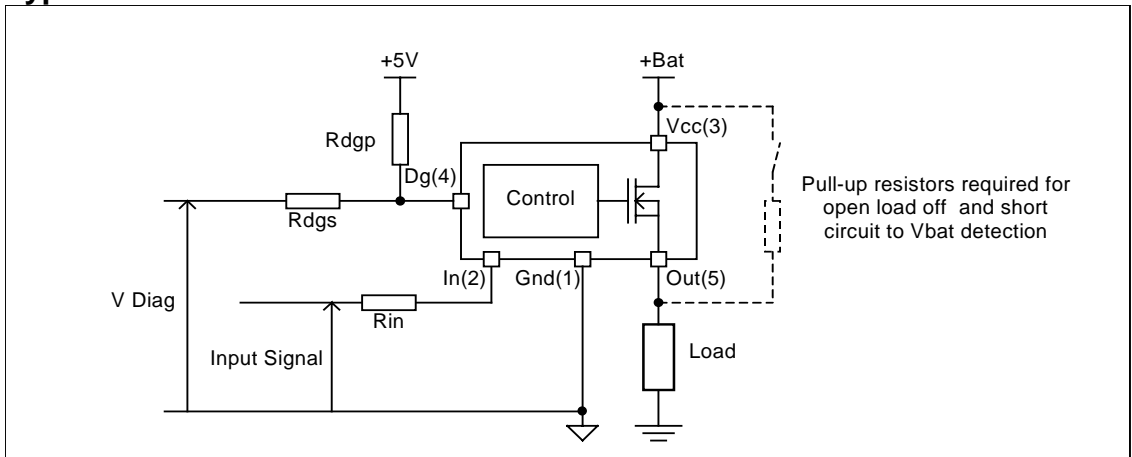 +5V
+Bat
Rdgp
Vcc(3)
Dg(4)
Control
Rdgs
Pull-up resistors required for
open load off and short
circuit to Vbat detection
In(2)
Gnd(1)
Out(5)
V Diag
Rin
Input Signal
Load